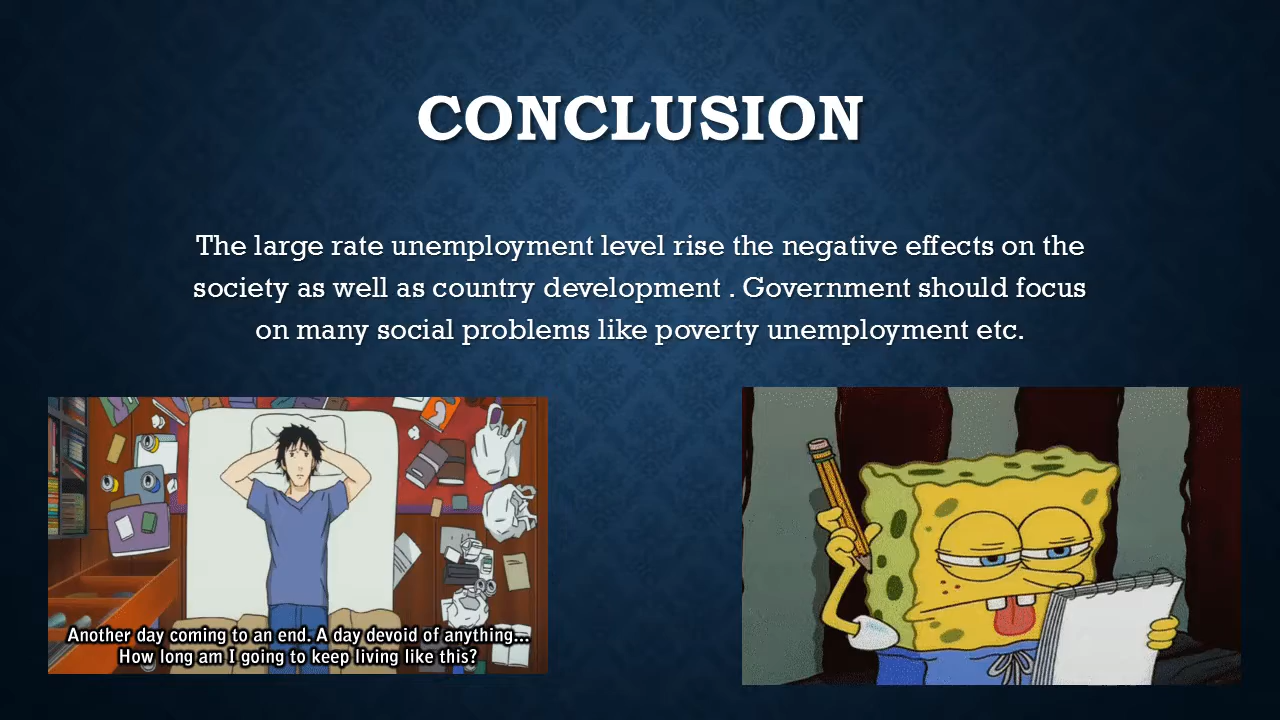 CONCLUSION
The large rate unemployment level rise the negative effects on the
society as well as country development . Government should focus
on many social problems like poverty unemployment etc.
Another day coming to an end. A day devoid of anything...
How long am I going to keep living like this?